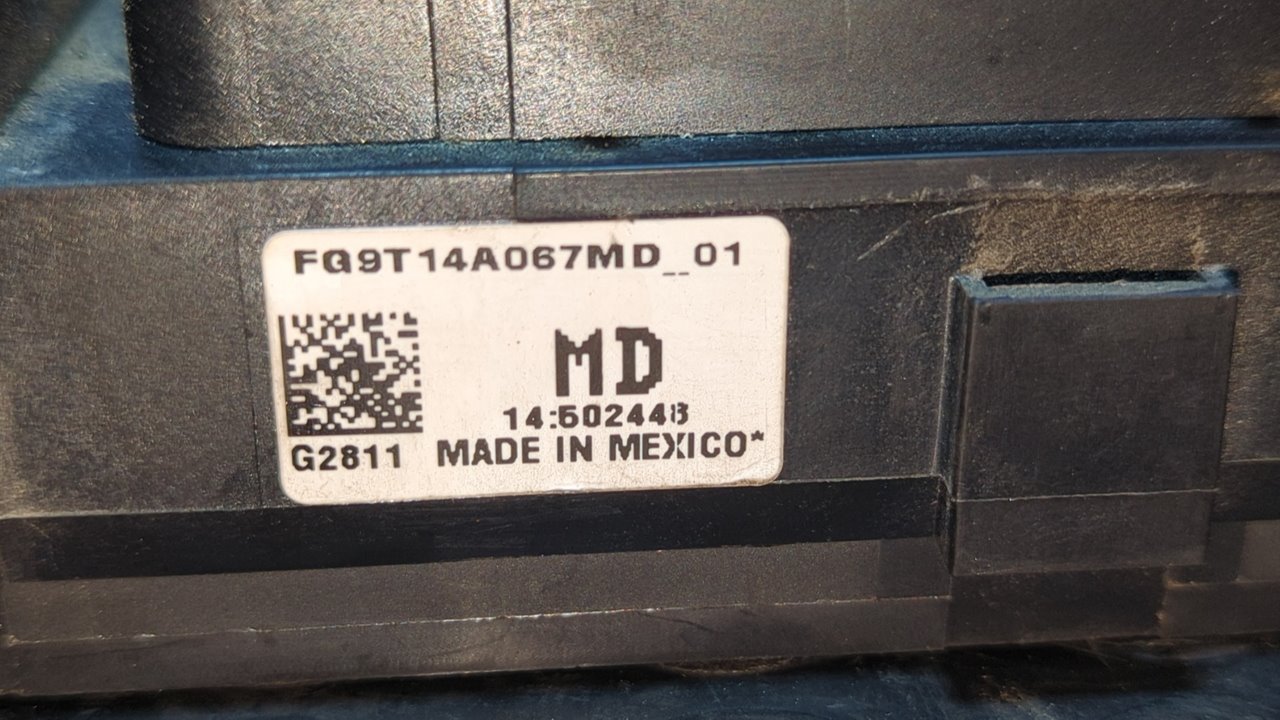 FG9T14A067MD_01
MD
14:502448
G2811 MADE IN MEXICO*